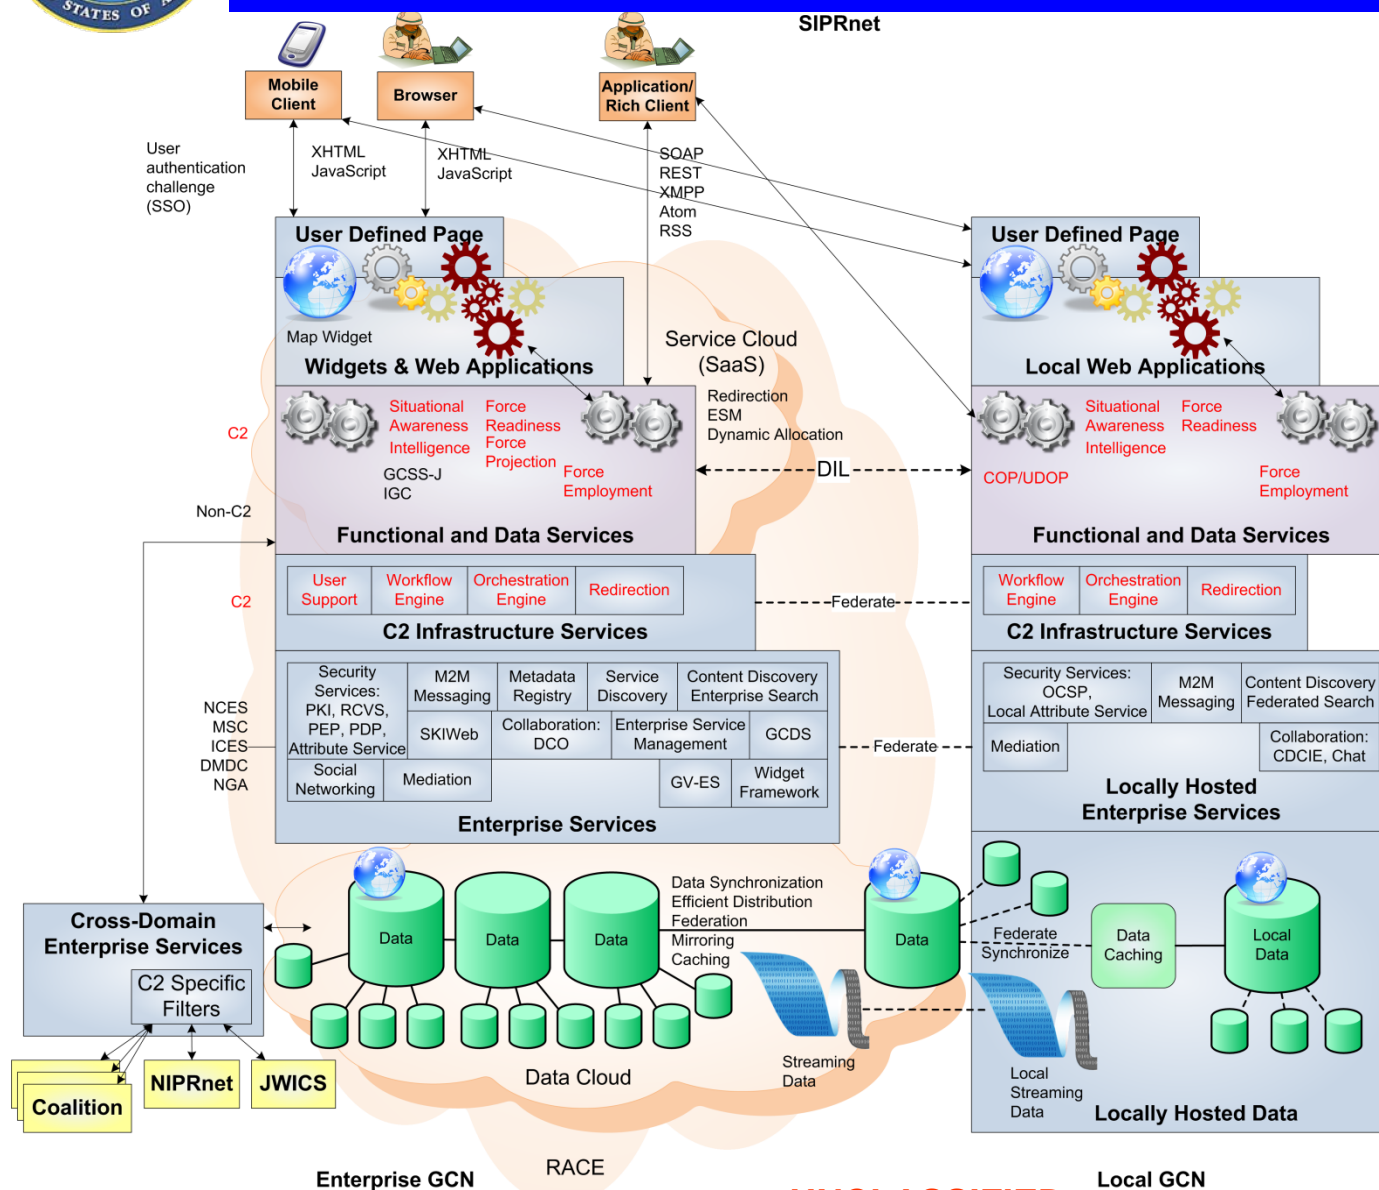 STATES OF
SIPRnet
Mobile
Client
Browser
Application/
Rich Client
User
authentication
challenge
(SSO)
XHTML
JavaScript
XHTML
JavaScript
SOAP
REST
XMPP
Atom
RSS
User Defined Page
User Defined Page
Map Widget
Widgets & Web Applications
Service Cloud
(SaaS)
Local Web Applications
Redirection
ESM
Dynamic Allocation
C2
Situational
Awareness
Intelligence
Force
Readiness
Force
Projection
GCSS-J
IGC
Force
Employment
Non-C2
Functional and Data Services
DIL
Situational
Awareness
Intelligence
Force
Readiness
COP/UDOP
Force
Employment
Functional and Data Services
C2
User
Support
Workflow
Engine
Orchestration
Engine
Redirection
C2 Infrastructure Services
Federate
Workflow
Engine
Orchestration
Engine
Redirection
C2 Infrastructure Services
NCES
MSC
ICES
DMDC
NGA
Security
Services:
PKI, RCVS,
PEP, PDP,
Attribute Service
M2M
Messaging
Metadata
Registry
Service
Discovery
Content Discovery
Enterprise Search
SKIWeb
Collaboration:
DCO
Enterprise Service
Management
GCDS
Social
Networking
Mediation
GV-ES
Widget
Framework
Enterprise Services
Federate
Security Services:
OCSP,
Local Attribute Service
M2M
Messaging
Content Discovery
Federated Search
Mediation
Collaboration:
CDCIE, Chat
Locally Hosted
Enterprise Services
Cross-Domain
Enterprise Services
C2 Specific
Filters
Coalition
NIPRnet
JWICS
Data
Data
Data
Data Synchronization
Efficient Distribution
Federation
Mirroring
Caching
Data
Federate
Synchronize
Data
Caching
Local
Data
Streaming
Data
Data Cloud
Local
Streaming
Data
Locally Hosted Data
RACE
Enterprise GCN
Local GCN